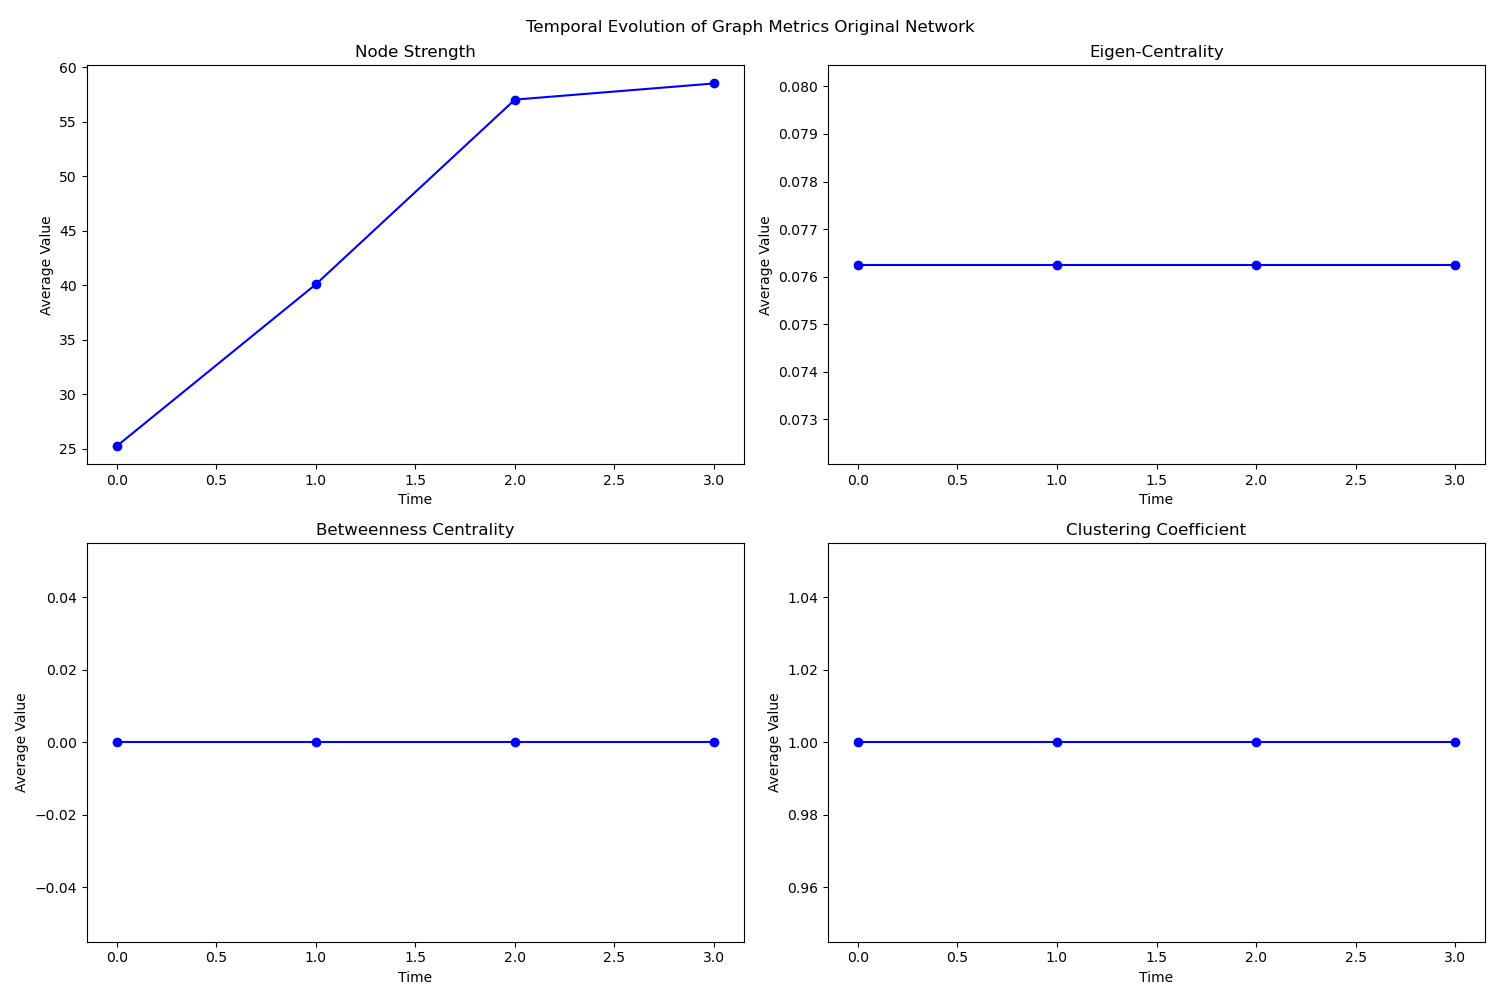 Temporal Evolution of Graph Metrics Original Network
Node Strength
60
55
50
45
40
35
30
25
Average Value
0.0 0.5 1.0 1.5 2.0 2.5 3.0
Time
Eigen-Centrality
0.080
0.079
0.078
0.077
0.076
0.075
0.074
0.073
Average Value
0.0 0.5 1.0 1.5 2.0 2.5 3.0
Time
Betweenness Centrality
0.04
0.02
0.00
−0.02
−0.04
Average Value
0.0 0.5 1.0 1.5 2.0 2.5 3.0
Time
Clustering Coefficient
1.04
1.02
1.00
0.98
0.96
Average Value
0.0 0.5 1.0 1.5 2.0 2.5 3.0
Time